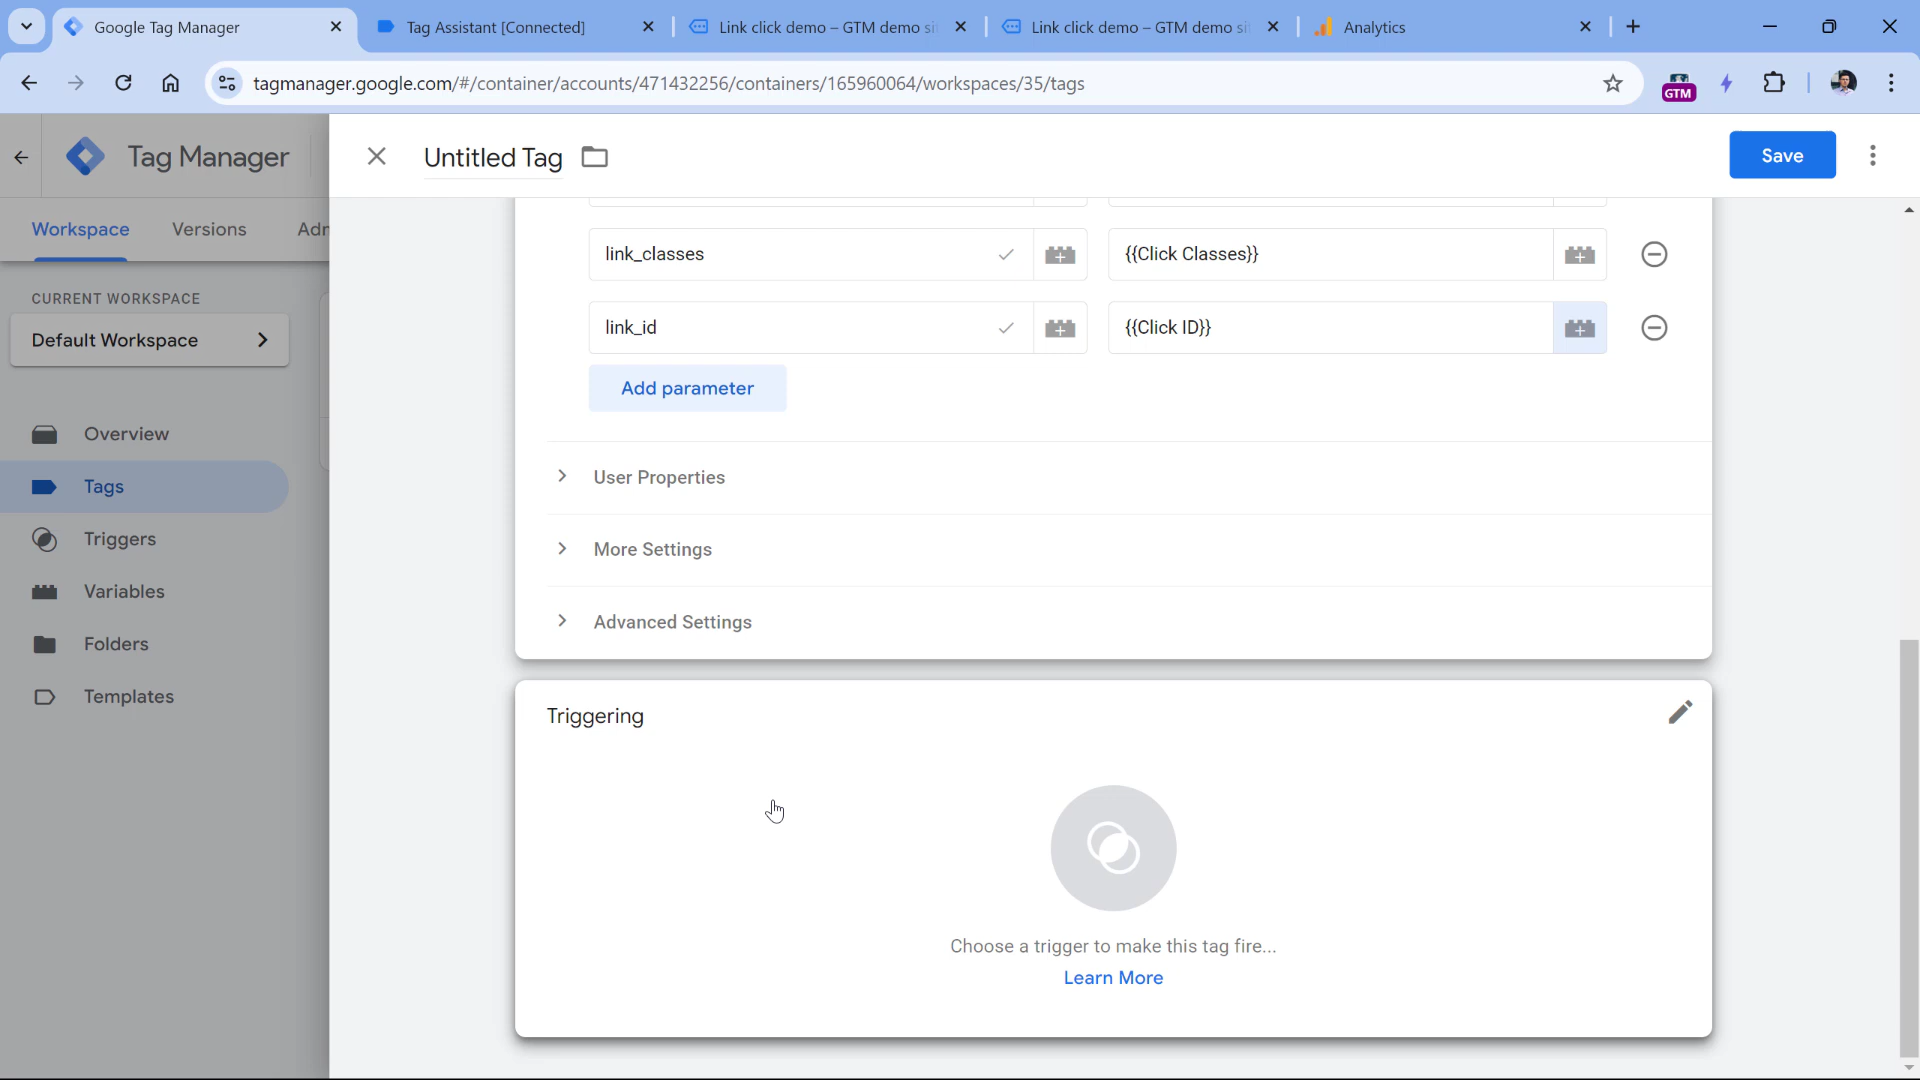 Google Tag Manager
Tag Assistant [Connected]
Link click demo – GTM demo si
Link click demo – GTM demo si
Analytics
tagmanager.google.com/#/container/accounts/471432256/containers/165960064/workspaces/35/tags
GTM
Tag Manager
Untitled Tag
Save
Workspace
Versions
Adm
link_classes
{{Click Classes}}
CURRENT WORKSPACE
Default Workspace
link_id
{{Click ID}}
Add parameter
Overview
User Properties
Tags
Triggers
More Settings
Variables
Advanced Settings
Folders
Templates
Triggering
Choose a trigger to make this tag fire...
Learn More